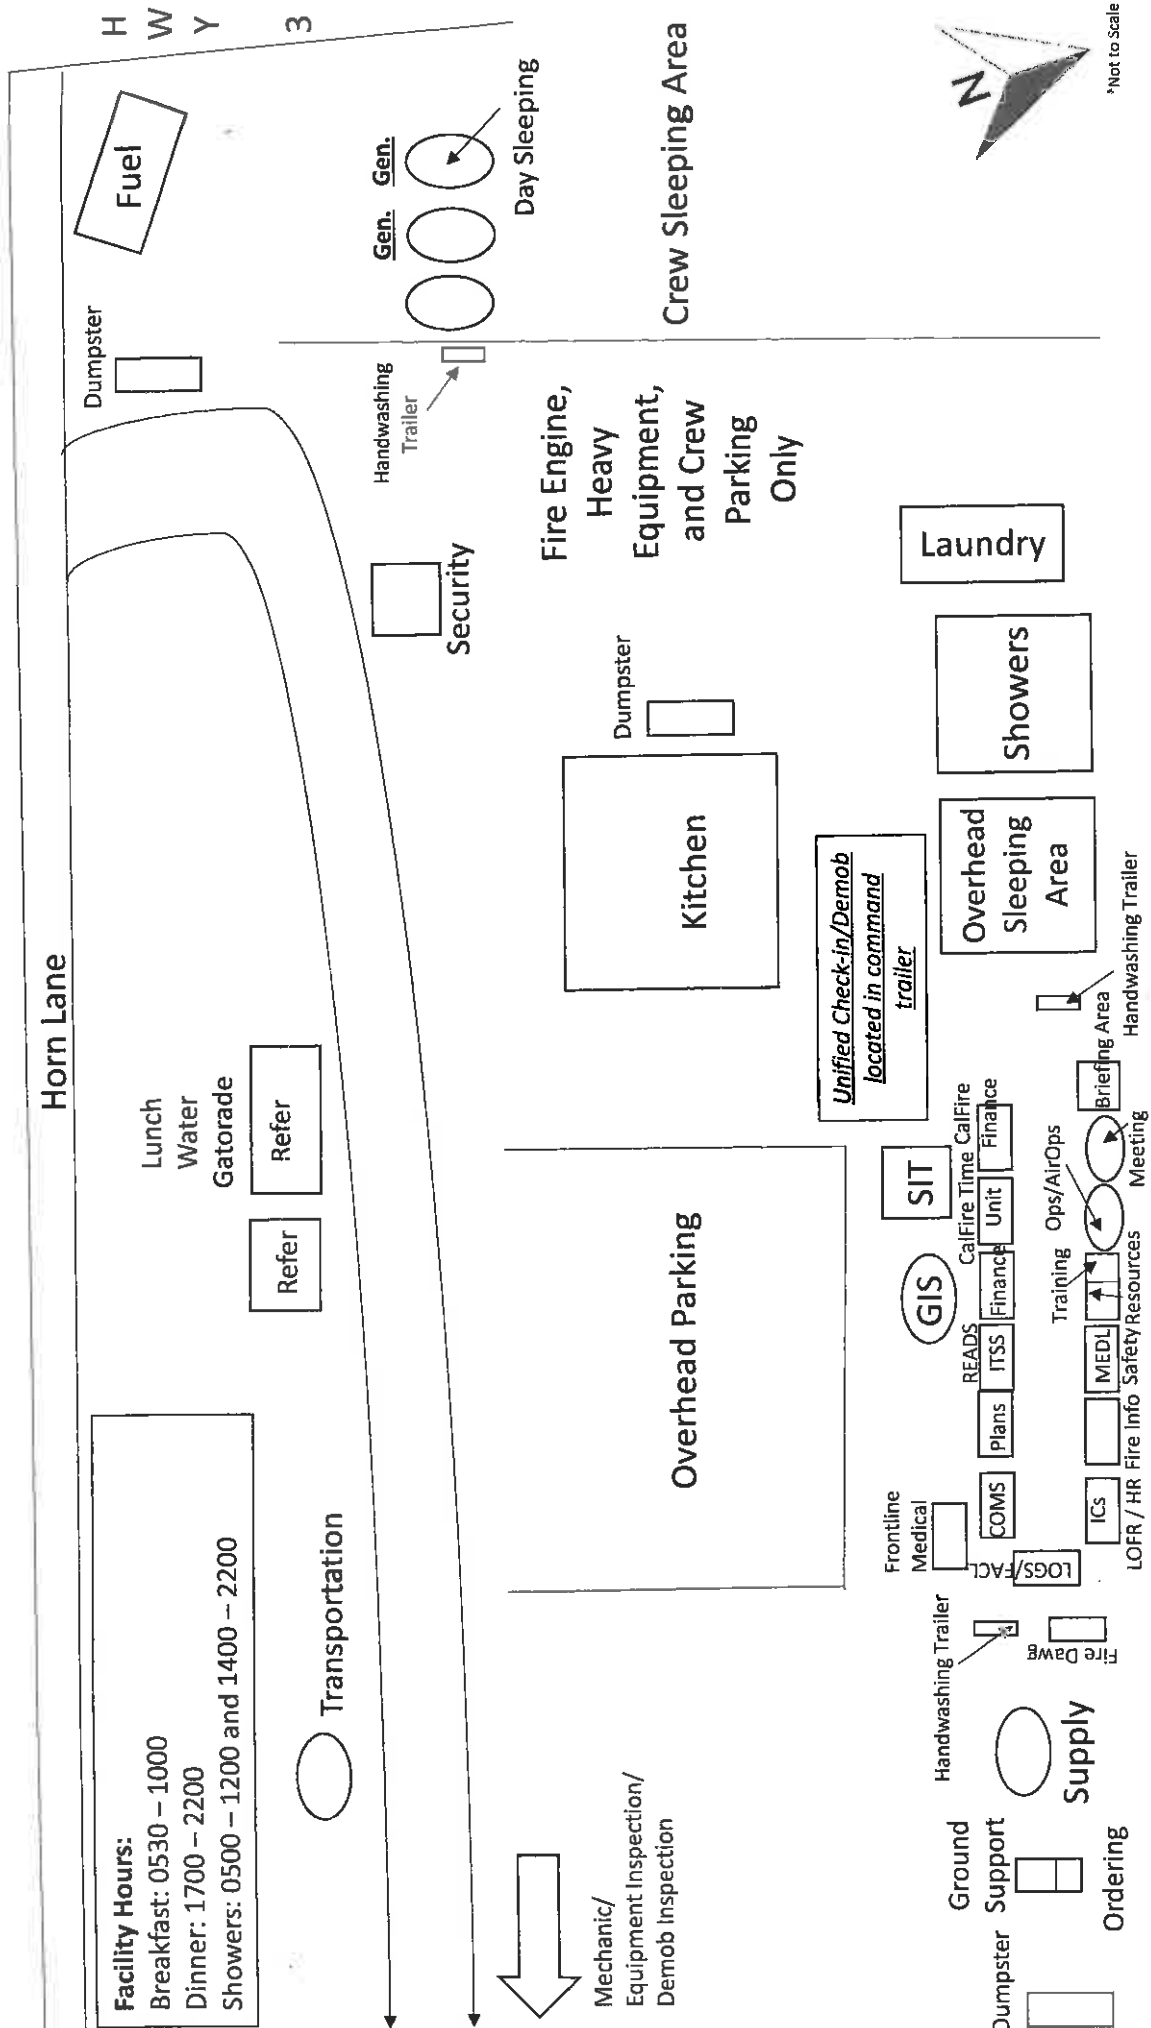 Horn Lane
HWY 3
Facility Hours:
Breakfast: 0530 – 1000
Dinner: 1700 – 2200
Showers: 0500 – 1200 and 1400 – 2200
Transportation
Refer
Refer
Lunch
Water
Gatorade
Dumpster
Fuel
Mechanic/
Equipment Inspection/
Demob Inspection
Overhead Parking
Kitchen
Dumpster
Security
Handwashing
Trailer
Gen.
Gen.
Day Sleeping
Fire Engine,
Heavy
Equipment,
and Crew
Parking
Only
Crew Sleeping Area
Unified Check-in/Demob
located in command
trailer
Laundry
Showers
Overhead
Sleeping
Area
Handwashing Trailer
SIT
GIS
Frontline
Medical
COMS
Plans
READS
ITSS
Finance
CalFire Time
Unit
CalFire
Finance
LOGS/FACL
ICs
LOFR / HR
Fire Info
MEDL
Safety
Training
Resources
Ops/AirOps
Meeting
Briefing Area
Handwashing Trailer
Fire Dawg
Supply
Ground
Support
Ordering
Dumpster
N
*Not to Scale